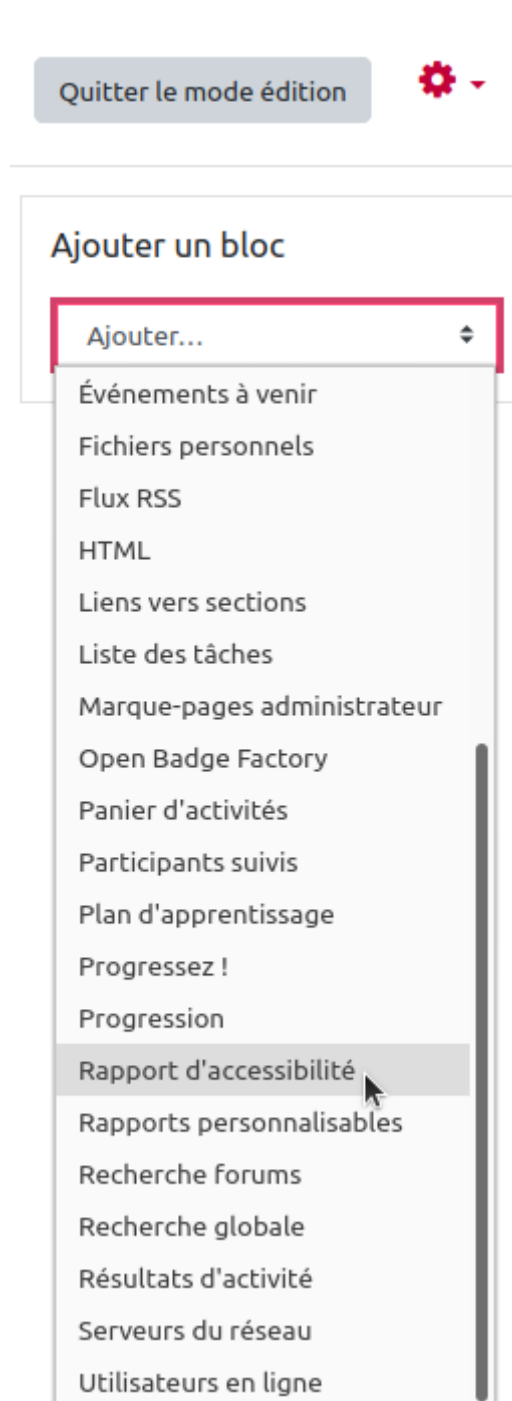 Quitter le mode édition
Ajouter un bloc
Ajouter...
Événements à venir
Fichiers personnels
Flux RSS
HTML
Liens vers sections
Liste des tâches
Marque-pages administrateur
Open Badge Factory
Panier d'activités
Participants suivis
Plan d'apprentissage
Progressez !
Progression
Rapport d'accessibilité
Rapports personnalisables
Recherche forums
Recherche globale
Résultats d'activité
Serveurs du réseau
Utilisateurs en ligne